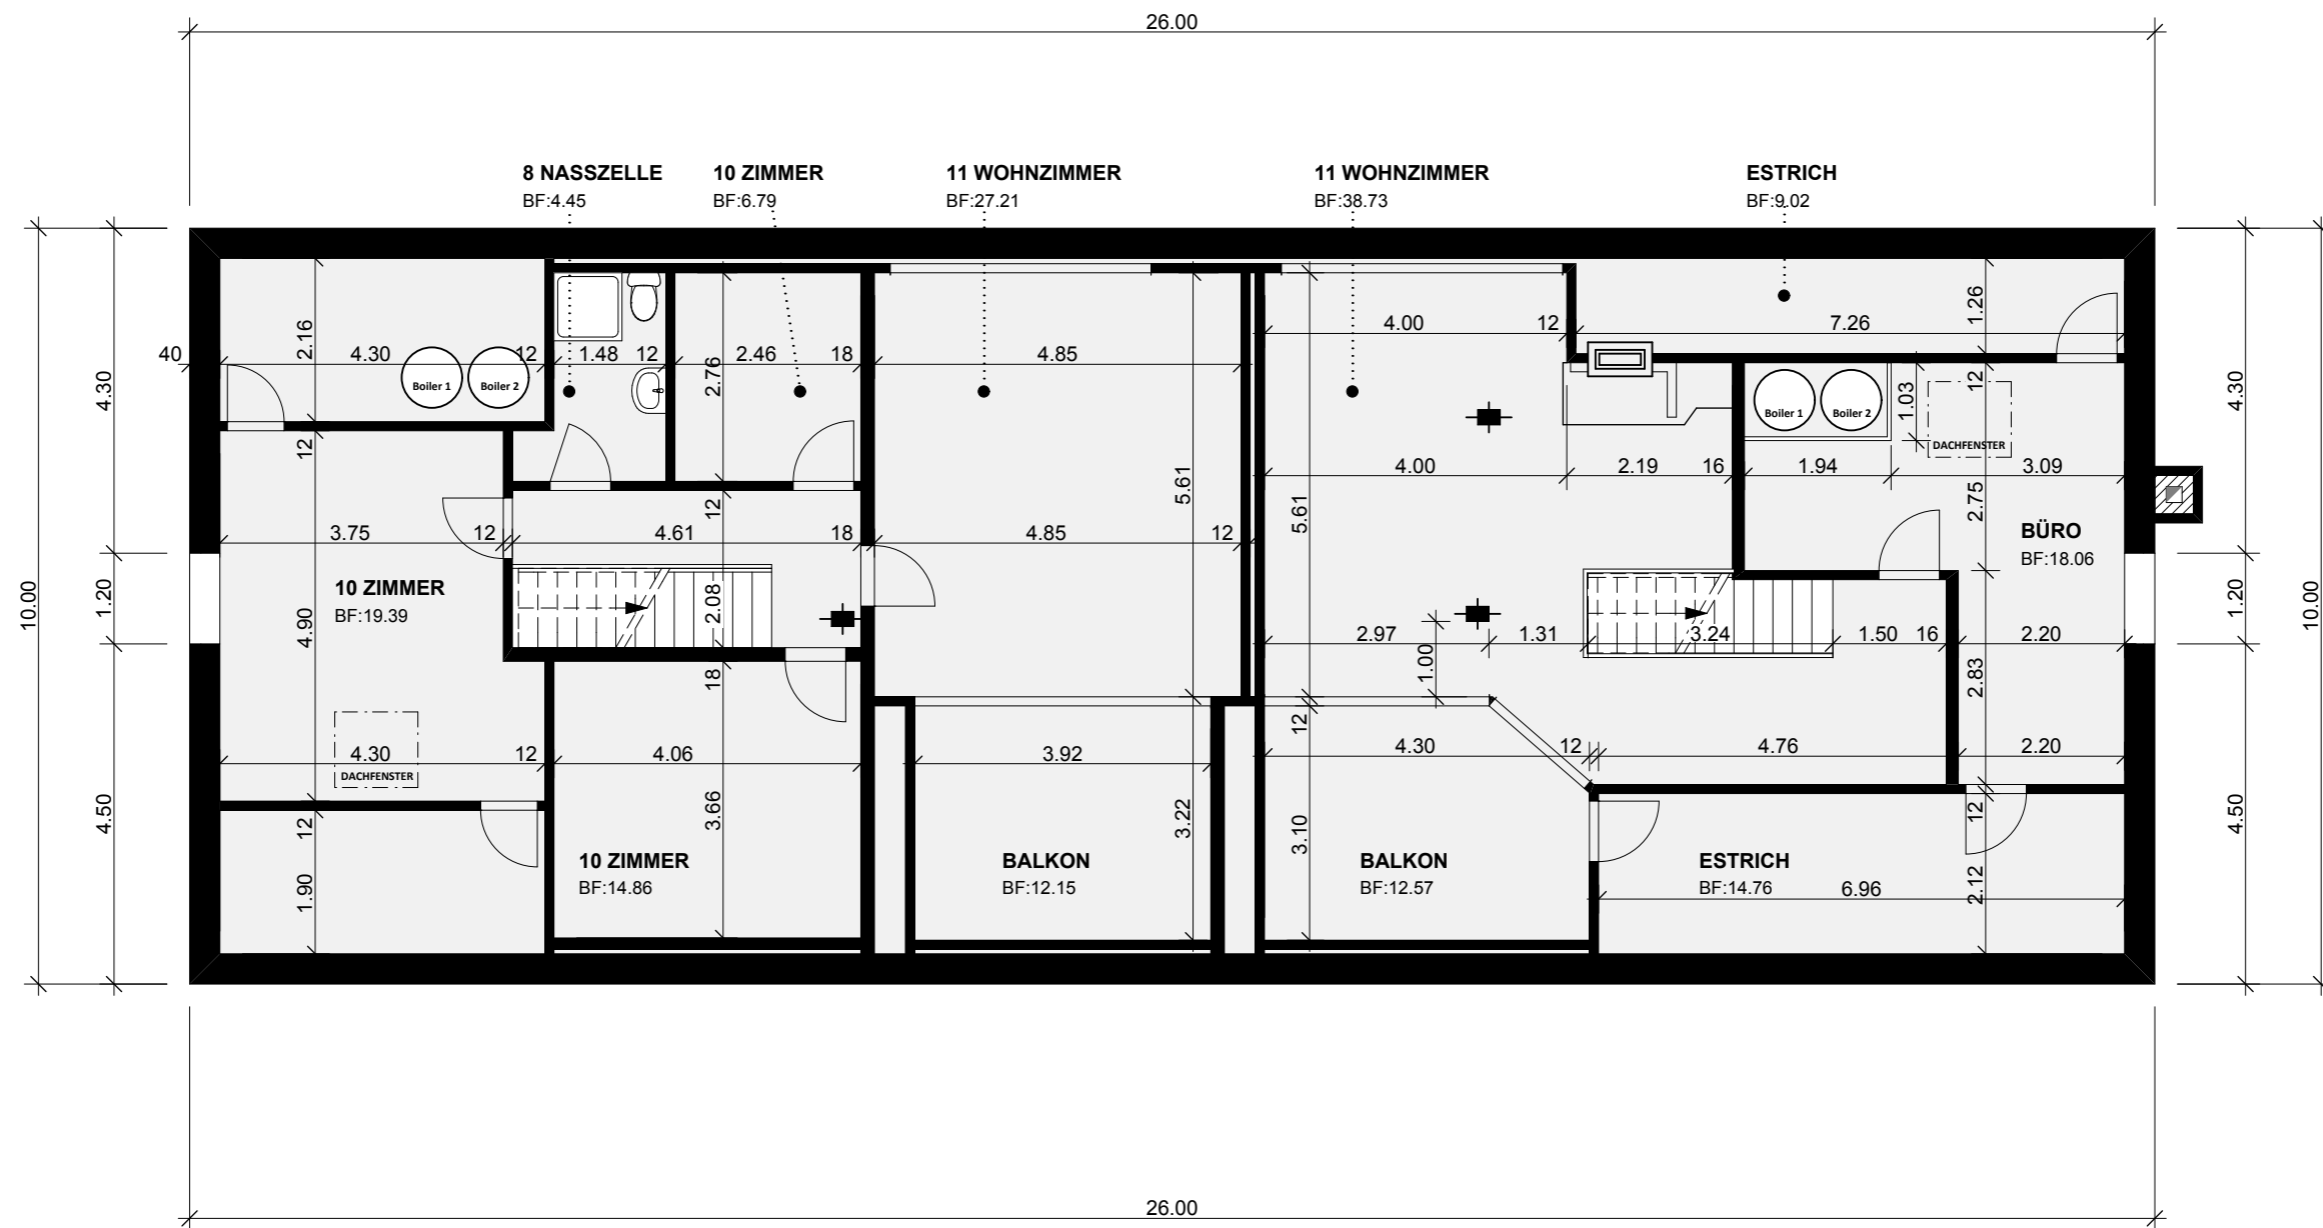 26.00
8 NASSZELLE
BF:4.45
10 ZIMMER
BF:6.79
11 WOHNZIMMER
BF:27.21
11 WOHNZIMMER
BF:38.73
ESTRICH
BF:9.02
10.00
4.30
1.20
4.50
40
2.16
4.30
12
1.48
12
2.46
18
4.85
2.76
Boiler 1
Boiler 2
12
12
3.75
12
4.61
18
4.85
12
5.61
5.61
10 ZIMMER
BF:19.39
4.90
2.08
18
4.30
12
4.06
DACHFENSTER
12
1.90
3.66
10 ZIMMER
BF:14.86
3.92
3.22
BALKON
BF:12.15
4.00
12
7.26
1.26
12
Boiler 1
Boiler 2
1.03
DACHFENSTER
4.00
2.19
16
1.94
3.09
2.75
BÜRO
BF:18.06
2.97
1.31
3.24
1.50
16
2.20
1.00
2.83
12
4.30
12
4.76
2.20
3.10
BALKON
BF:12.57
12
ESTRICH
BF:14.76
6.96
2.12
4.30
1.20
4.50
10.00
26.00